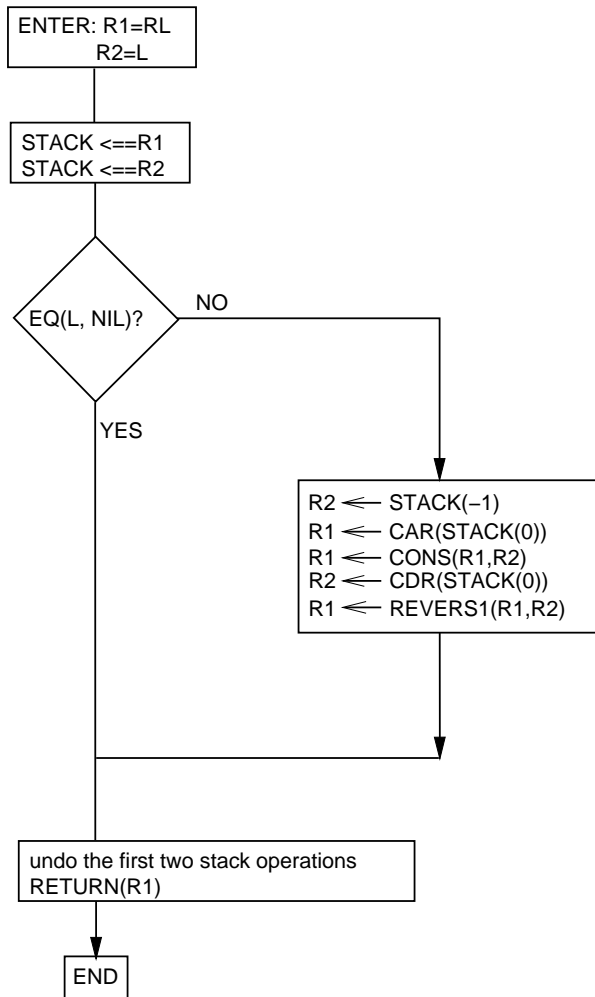 ENTER: R1=RL
R2=L
STACK <==R1
STACK <==R2
EQ(L, NIL)?
NO
YES
R2 ← STACK(−1)
R1 ← CAR(STACK(0))
R1 ← CONS(R1,R2)
R2 ← CDR(STACK(0))
R1 ← REVERS1(R1,R2)
undo the first two stack operations
RETURN(R1)
END